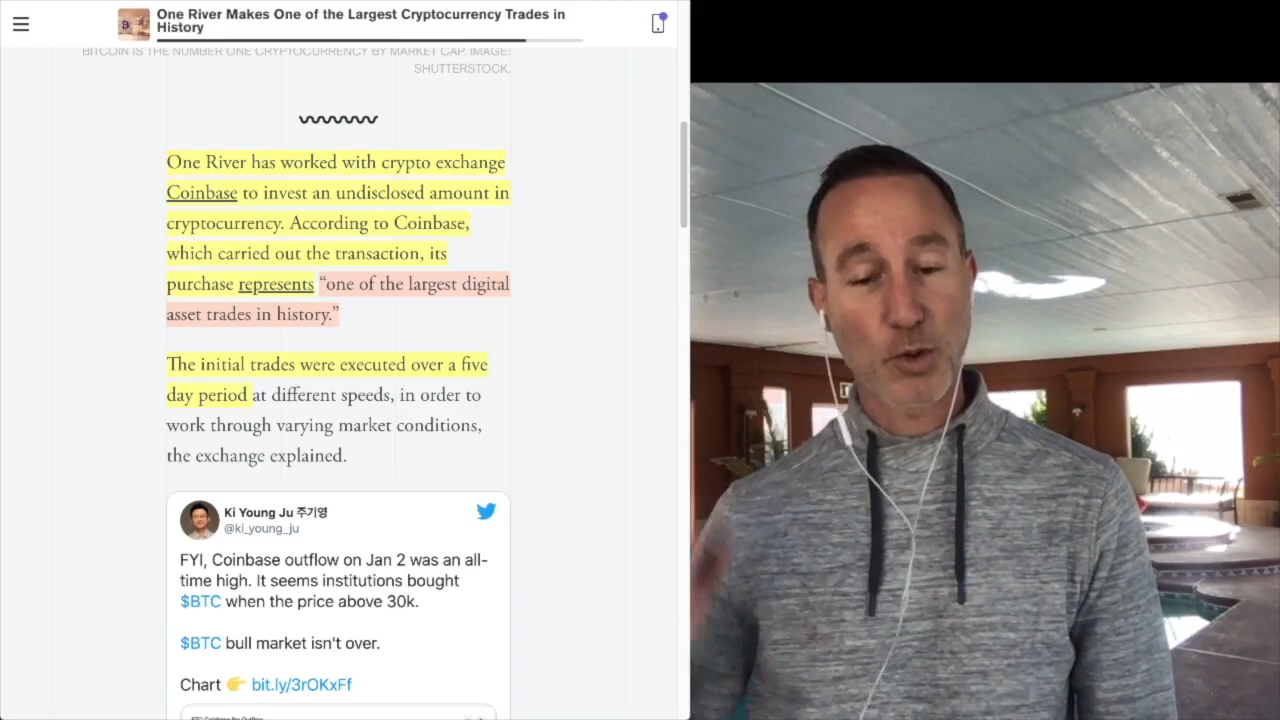 One River Makes One of the Largest Cryptocurrency Trades in
History
BITCOIN IS THE NUMBER ONE CRYPTOCURRENCY BY MARKET CAP. IMAGE:
SHUTTERSTOCK.
One River has worked with crypto exchange
Coinbase to invest an undisclosed amount in
cryptocurrency. According to Coinbase,
which carried out the transaction, its
purchase represents “one of the largest digital
asset trades in history.”
The initial trades were executed over a five
day period at different speeds, in order to
work through varying market conditions,
the exchange explained.
Ki Young Ju 주기영
@ki_young_ju
FYI, Coinbase outflow on Jan 2 was an all-
time high. It seems institutions bought
$BTC when the price above 30k.
$BTC bull market isn't over.
Chart 👉 bit.ly/3rOKxFf
BTC: Coinbase Pro Outflow